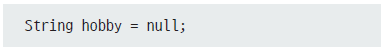 String hobby = null;